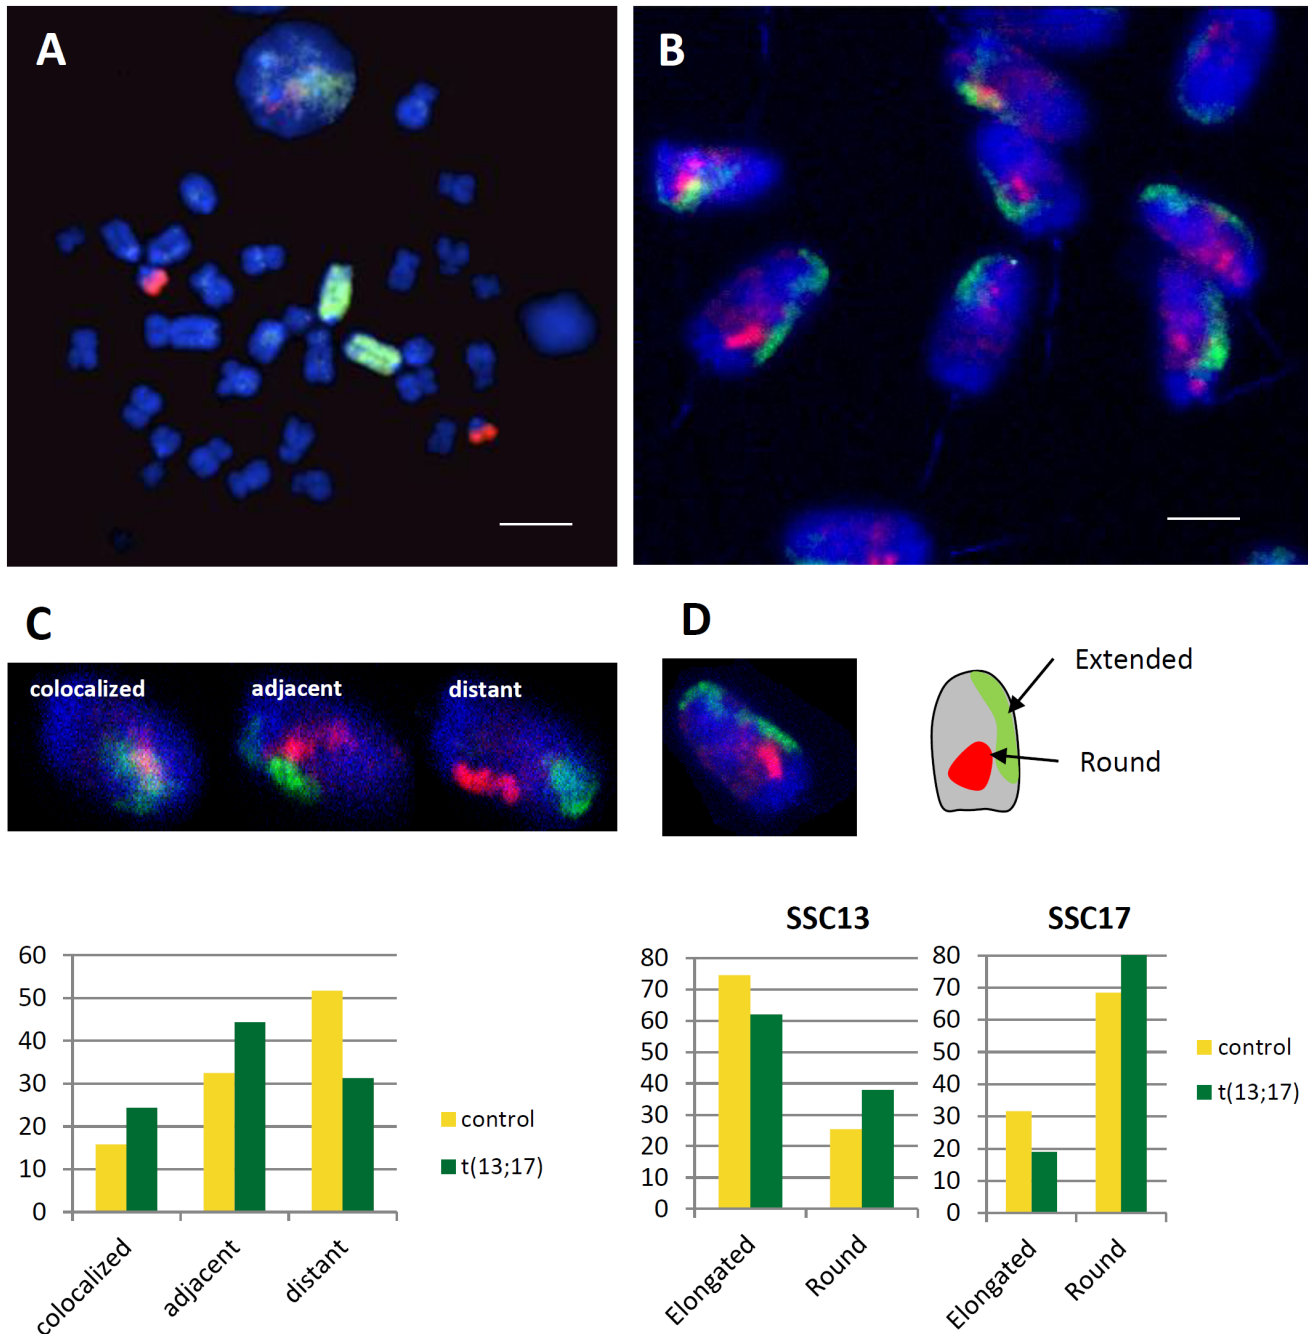 A
B
C
D
colocalized
adjacent
distant
Extended
Round
60
50
40
30
20
10
0
colocalized
adjacent
distant
control
t(13;17)
SSC13
80
70
60
50
40
30
20
10
0
Elongated
Round
SSC17
80
70
60
50
40
30
20
10
0
Elongated
Round
control
t(13;17)